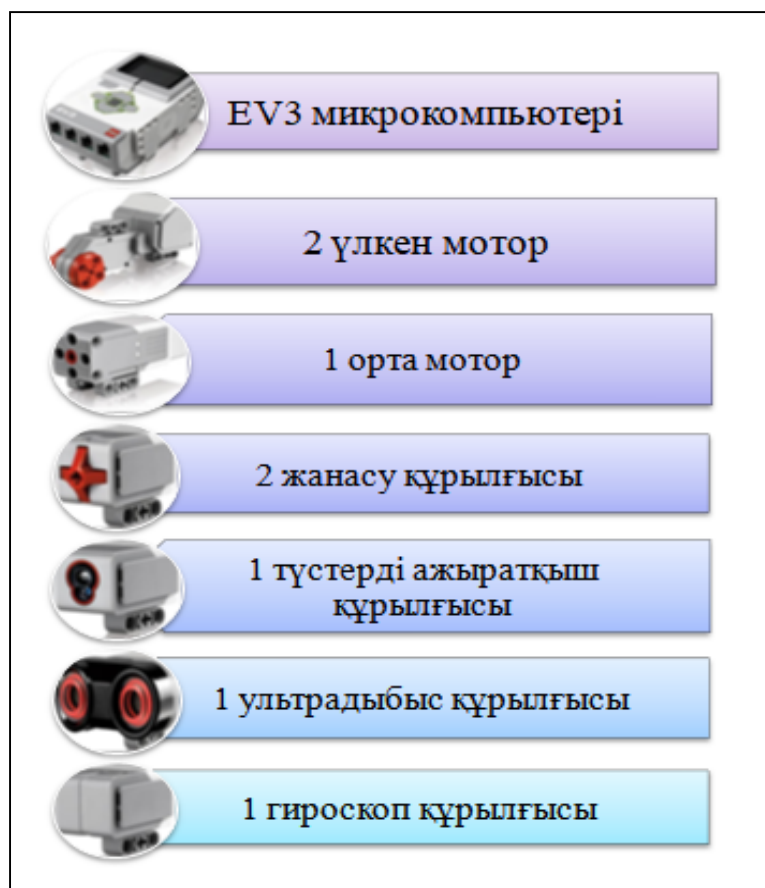 EV3 микрокомпьютері
2 үлкен мотор
1 орта мотор
2 жанасу құрылғысы
1 түстерді ажыратқыш
құрылғысы
1 ультрадыбыс құрылғысы
1 гироскоп құрылғысы